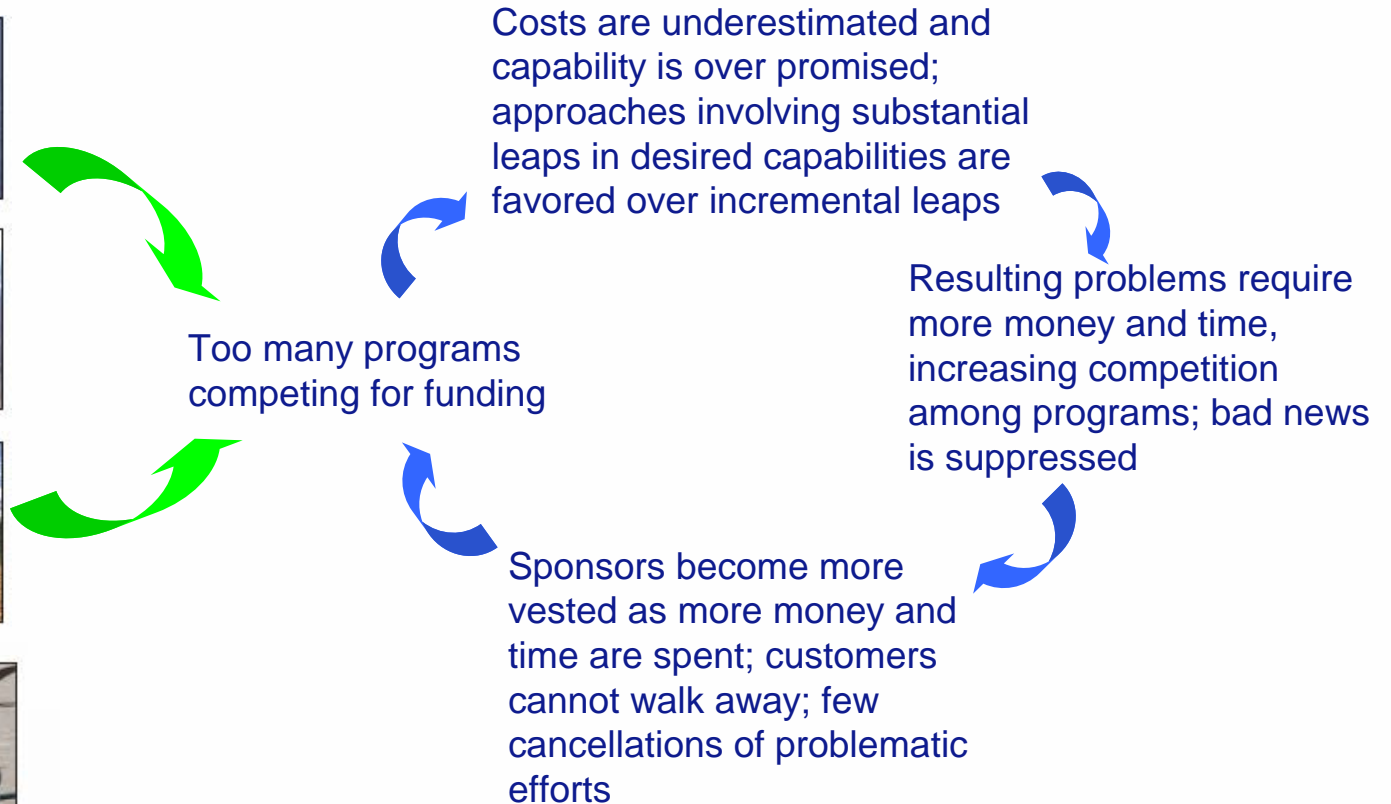 Costs are underestimated and
capability is over promised;
approaches involving substantial
leaps in desired capabilities are
favored over incremental leaps
Resulting problems require
more money and time,
increasing competition
among programs; bad news
is suppressed
Too many programs
competing for funding
Sponsors become more
vested as more money and
time are spent; customers
cannot walk away; few
cancellations of problematic
efforts